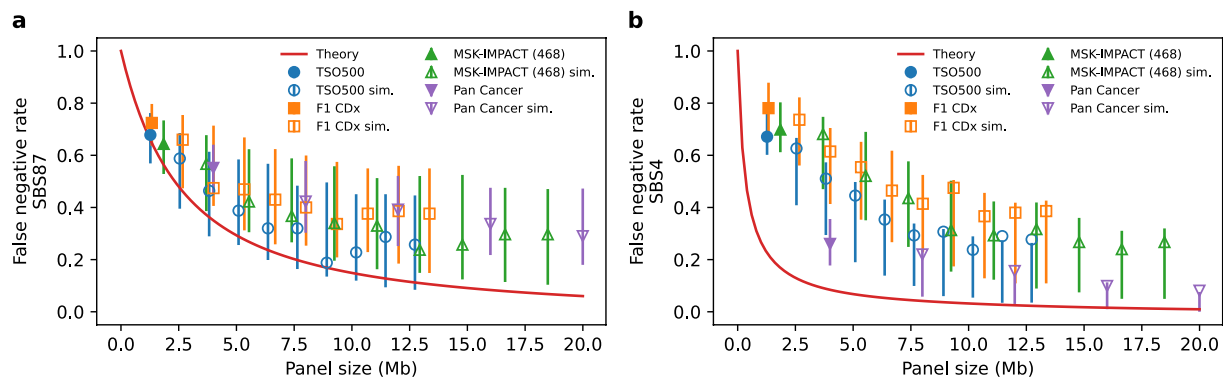 a
False negative rate
SBS87
1.0
0.8
0.6
0.4
0.2
0.0
0.0 2.5 5.0 7.5 10.0 12.5 15.0 17.5 20.0
Panel size (Mb)
Theory
TSO500
TSO500 sim.
F1 CDx
F1 CDx sim.
MSK-IMPACT (468)
MSK-IMPACT (468) sim.
Pan Cancer
Pan Cancer sim.
b
False negative rate
SBS4
1.0
0.8
0.6
0.4
0.2
0.0
0.0 2.5 5.0 7.5 10.0 12.5 15.0 17.5 20.0
Panel size (Mb)
Theory
TSO500
TSO500 sim.
F1 CDx
F1 CDx sim.
MSK-IMPACT (468)
MSK-IMPACT (468) sim.
Pan Cancer
Pan Cancer sim.